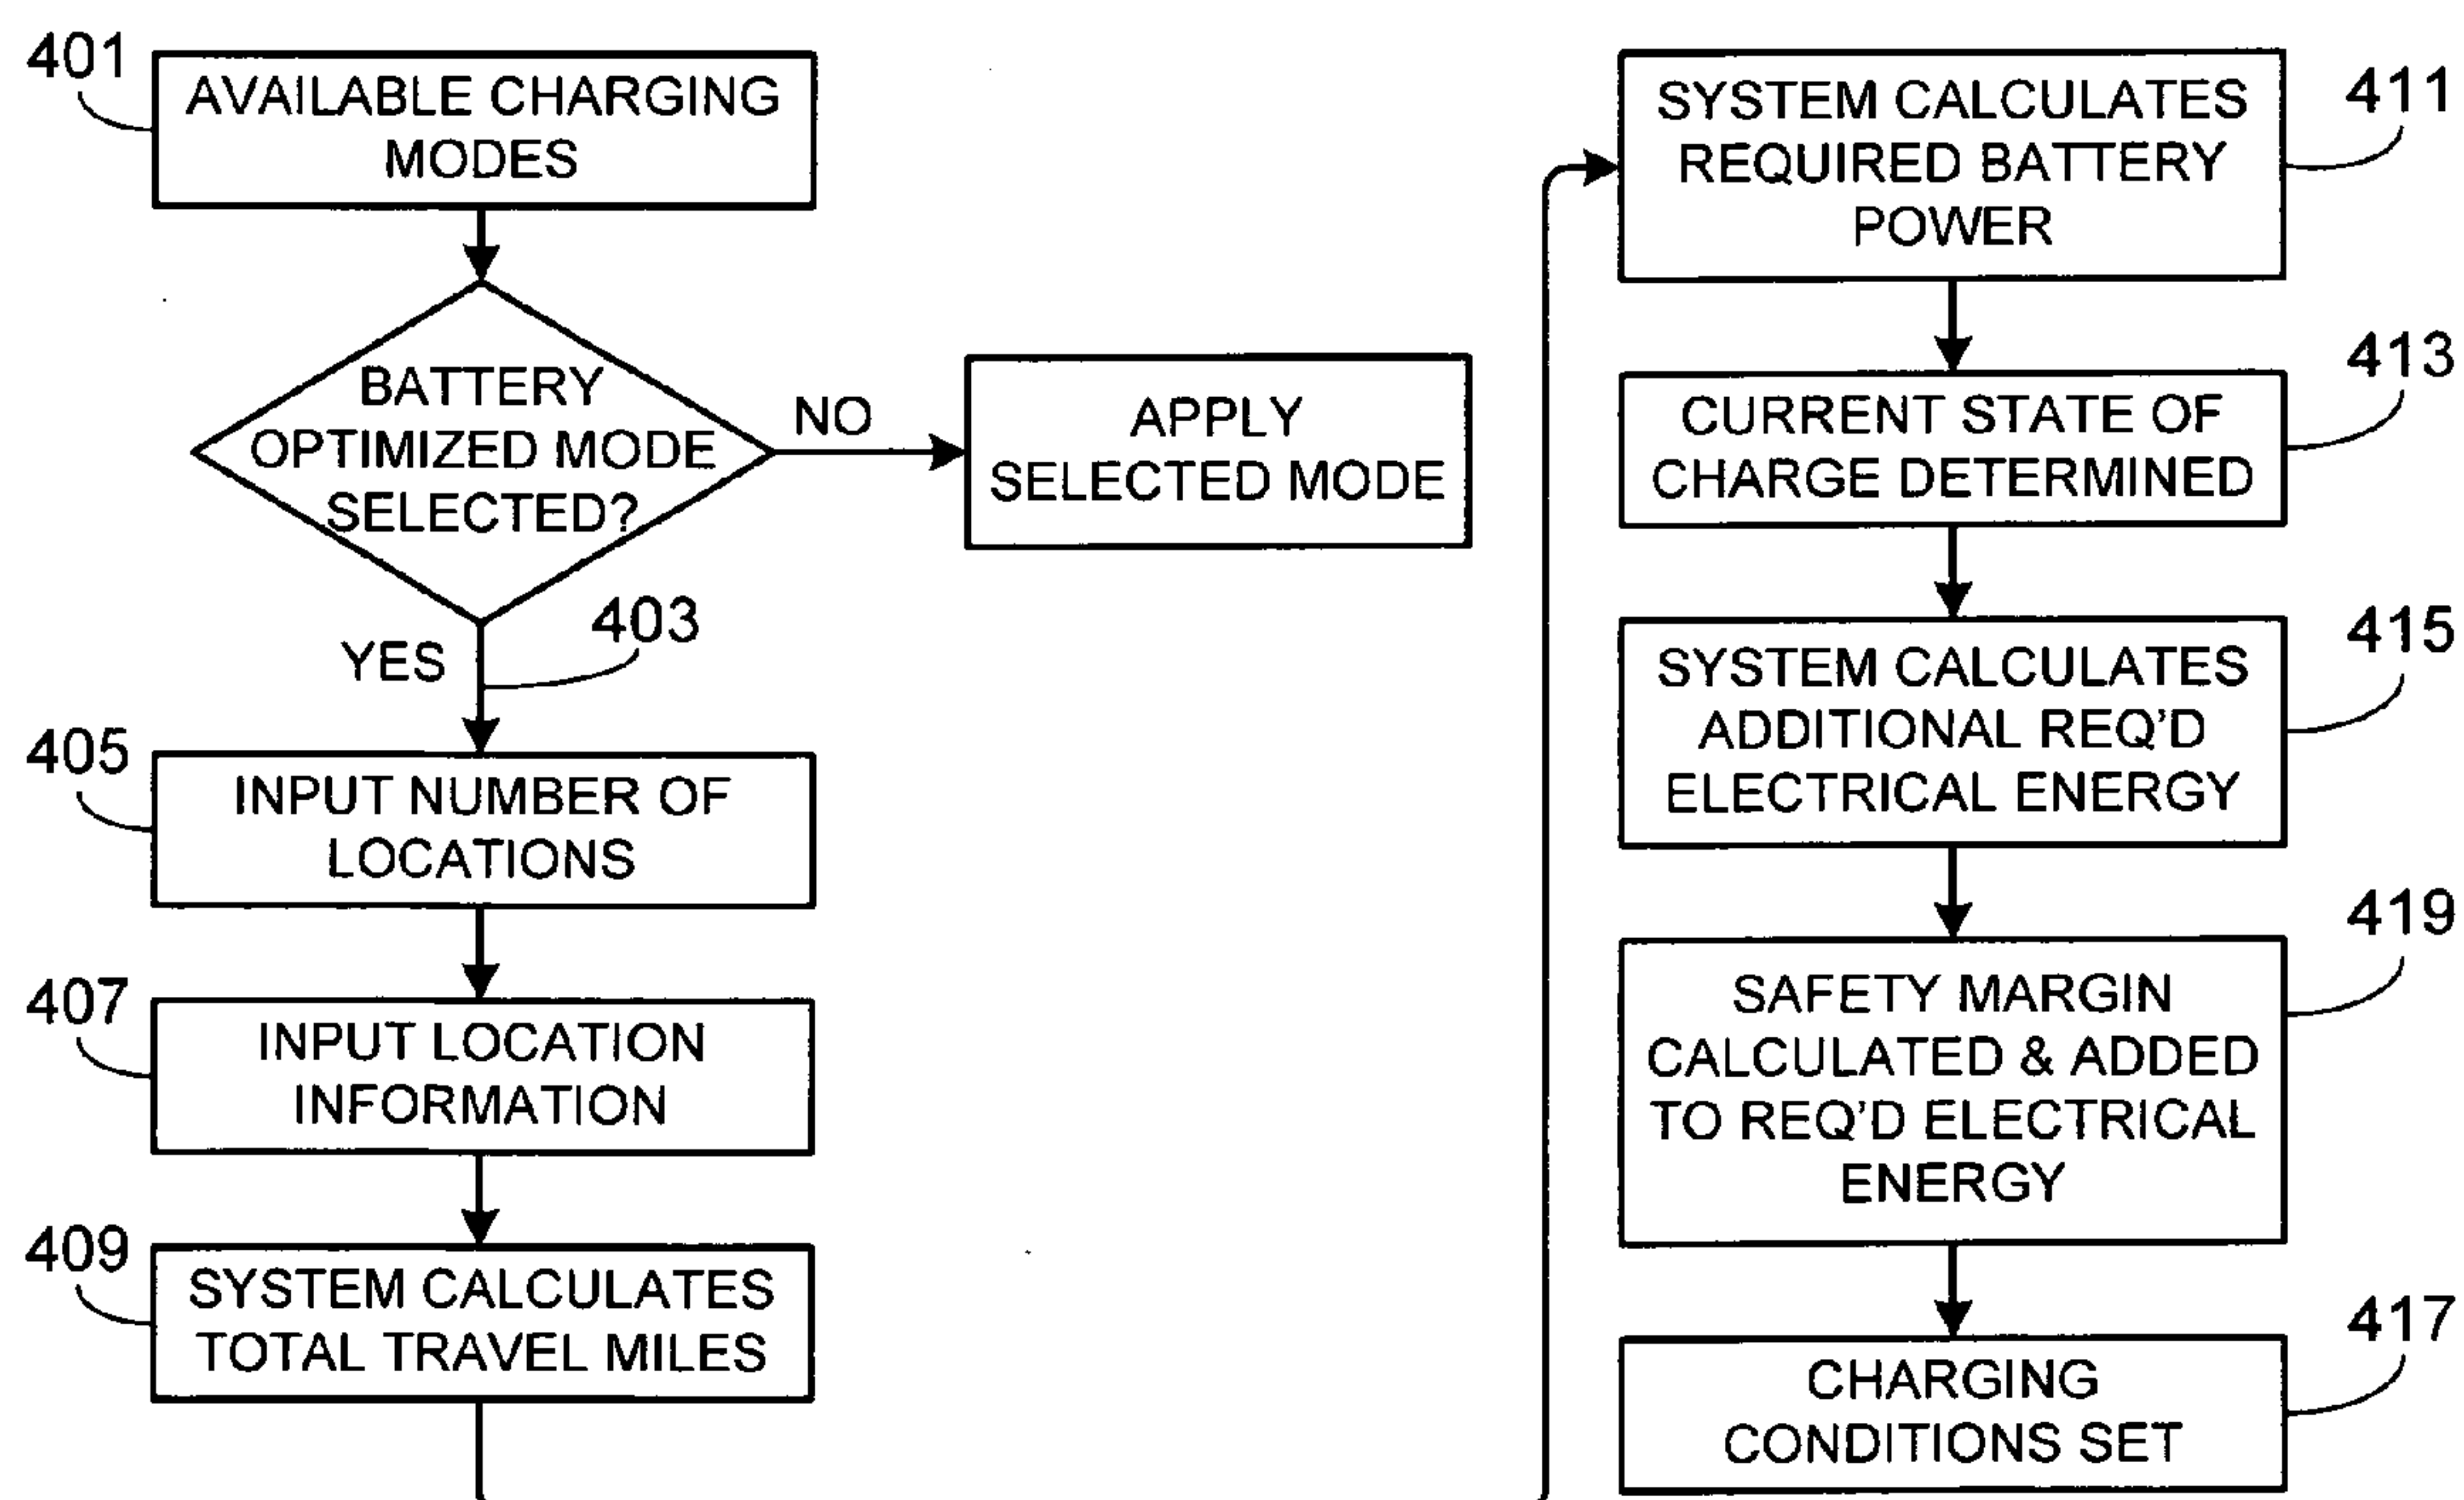 401
AVAILABLE CHARGING
MODES
BATTERY
OPTIMIZED MODE
SELECTED?
NO
APPLY
SELECTED MODE
YES
403
405
INPUT NUMBER OF
LOCATIONS
407
INPUT LOCATION
INFORMATION
409
SYSTEM CALCULATES
TOTAL TRAVEL MILES
SYSTEM CALCULATES
REQUIRED BATTERY
POWER
411
CURRENT STATE OF
CHARGE DETERMINED
413
SYSTEM CALCULATES
ADDITIONAL REQ'D
ELECTRICAL ENERGY
415
SAFETY MARGIN
CALCULATED & ADDED
TO REQ'D ELECTRICAL
ENERGY
419
CHARGING
CONDITIONS SET
417